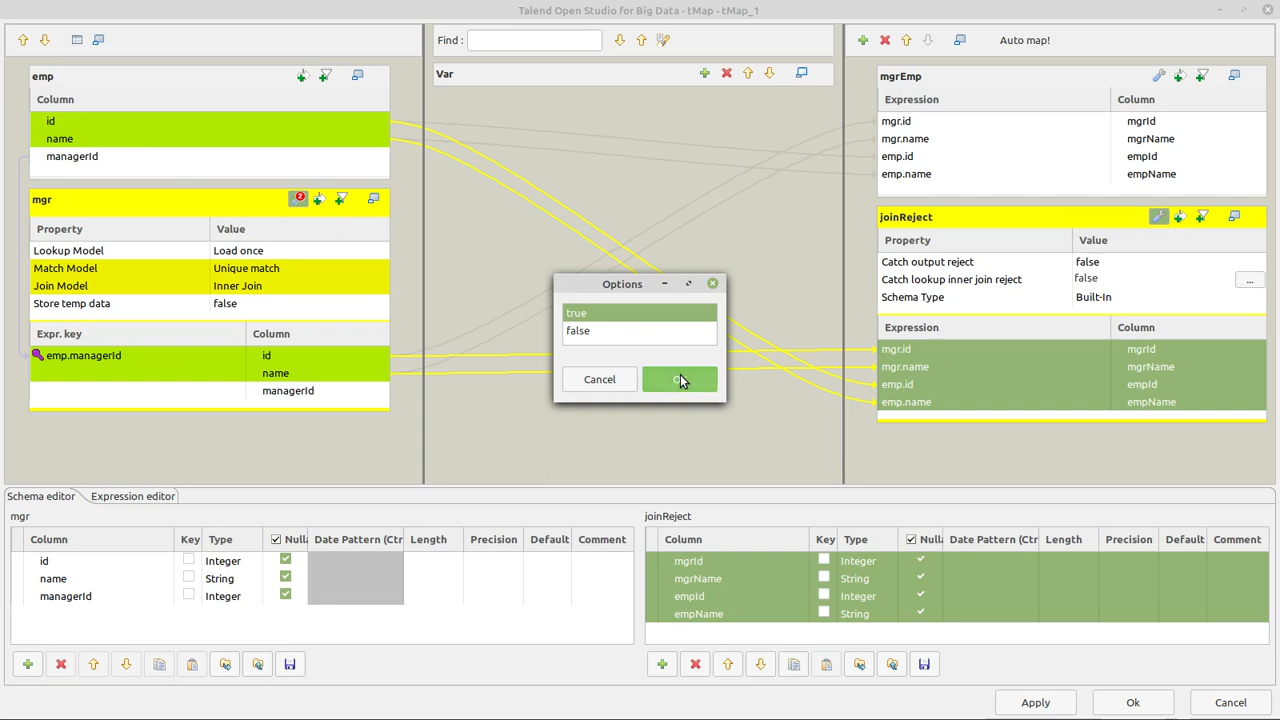 Talend Open Studio for Big Data - tMap - tMap_1
Find :
Auto map!
emp
Column
id
name
managerId
mgr
Property Value
Lookup Model Load once
Match Model Unique match
Join Model Inner Join
Store temp data false
Expr. key Column
emp.managerId id
name
managerId
Var
Options
true
false
Cancel
mgrEmp
Expression Column
mgr.id mgrId
mgr.name mgrName
emp.id empId
emp.name empName
joinReject
Property Value
Catch output reject false
Catch lookup inner join reject false ...
Schema Type Built-In
Expression Column
mgr.id mgrId
mgr.name mgrName
emp.id empId
emp.name empName
Schema editor Expression editor
mgr
Column Key Type Nulla Date Pattern (Ctr Length Precision Default Comment
id Integer
name String
managerId Integer
joinReject
Column Key Type Nulla Date Pattern (Ctr Length Precision Default Comment
mgrId Integer
mgrName String
empId Integer
empName String
Apply Ok Cancel